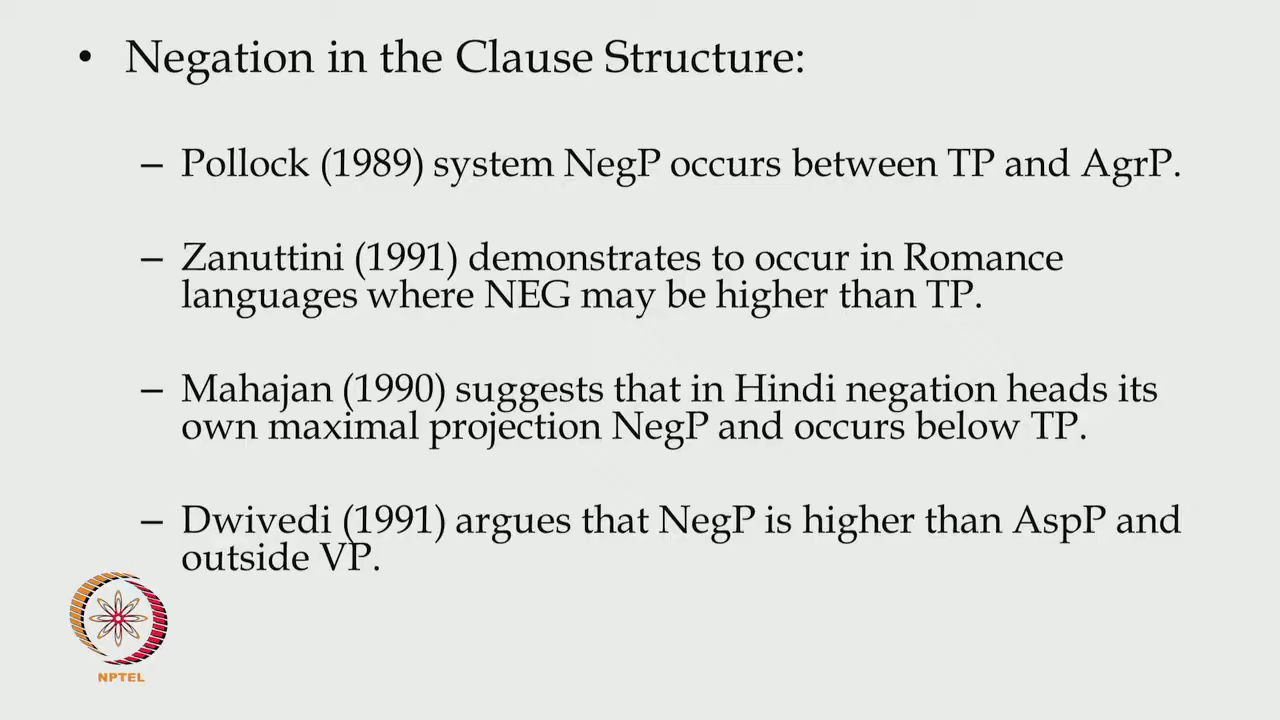 • Negation in the Clause Structure:
– Pollock (1989) system NegP occurs between TP and AgrP.
– Zanuttini (1991) demonstrates to occur in Romance
languages where NEG may be higher than TP.
– Mahajan (1990) suggests that in Hindi negation heads its
own maximal projection NegP and occurs below TP.
– Dwivedi (1991) argues that NegP is higher than AspP and
outside VP.
NPTEL